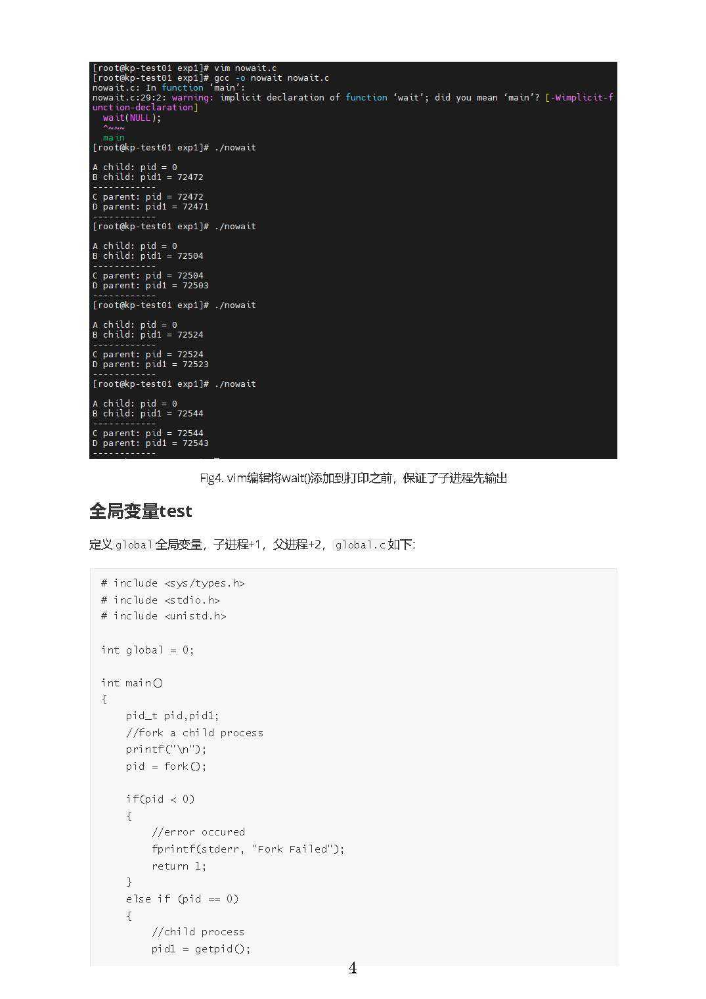 [root@kp-test01 exp1]# vim nowait.c
[root@kp-test01 exp1]# gcc -o nowait nowait.c
nowait.c: In function ‘main’:
nowait.c:29:2: warning: implicit declaration of function ‘wait’; did you mean ‘main’? [-Wimplicit-f
unction-declaration]
  wait(NULL);
  ^~~~
  main
[root@kp-test01 exp1]# ./nowait

A child: pid = 0
B child: pid1 = 72472
------------
C parent: pid = 72472
D parent: pid1 = 72471
------------
[root@kp-test01 exp1]# ./nowait

A child: pid = 0
B child: pid1 = 72504
------------
C parent: pid = 72504
D parent: pid1 = 72503
------------
[root@kp-test01 exp1]# ./nowait

A child: pid = 0
B child: pid1 = 72524
------------
C parent: pid = 72524
D parent: pid1 = 72523
------------
[root@kp-test01 exp1]# ./nowait

A child: pid = 0
B child: pid1 = 72544
------------
C parent: pid = 72544
D parent: pid1 = 72543
------------
Fig4. vim编辑将wait()添加到打印之前，保证了子进程先输出
全局变量test
定义global全局变量，子进程+1，父进程+2，global.c如下：
# include <sys/types.h>
# include <stdio.h>
# include <unistd.h>

int global = 0;

int main()
{
    pid_t pid,pid1;
    //fork a child process
    printf("\n");
    pid = fork();

    if(pid < 0)
    {
        //error occured
        fprintf(stderr, "Fork Failed");
        return 1;
    }
    else if (pid == 0)
    {
        //child process
        pid1 = getpid();
4